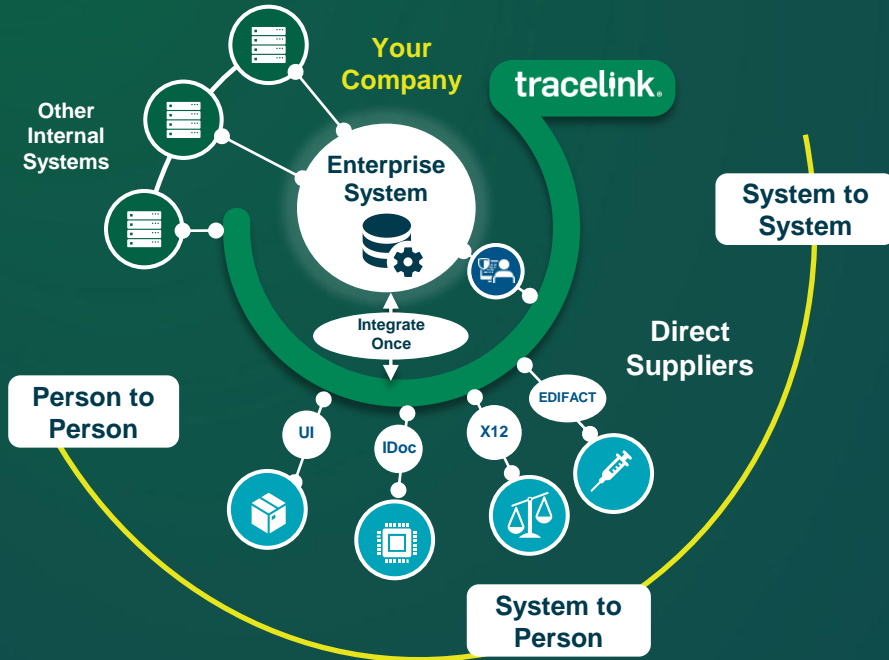 Your
Company
tracelink®
Other
Internal
Systems
Enterprise
System
System to
System
Integrate
Once
Direct
Suppliers
Person to
Person
EDIFACT
UI
IDoc
X12
System to
Person